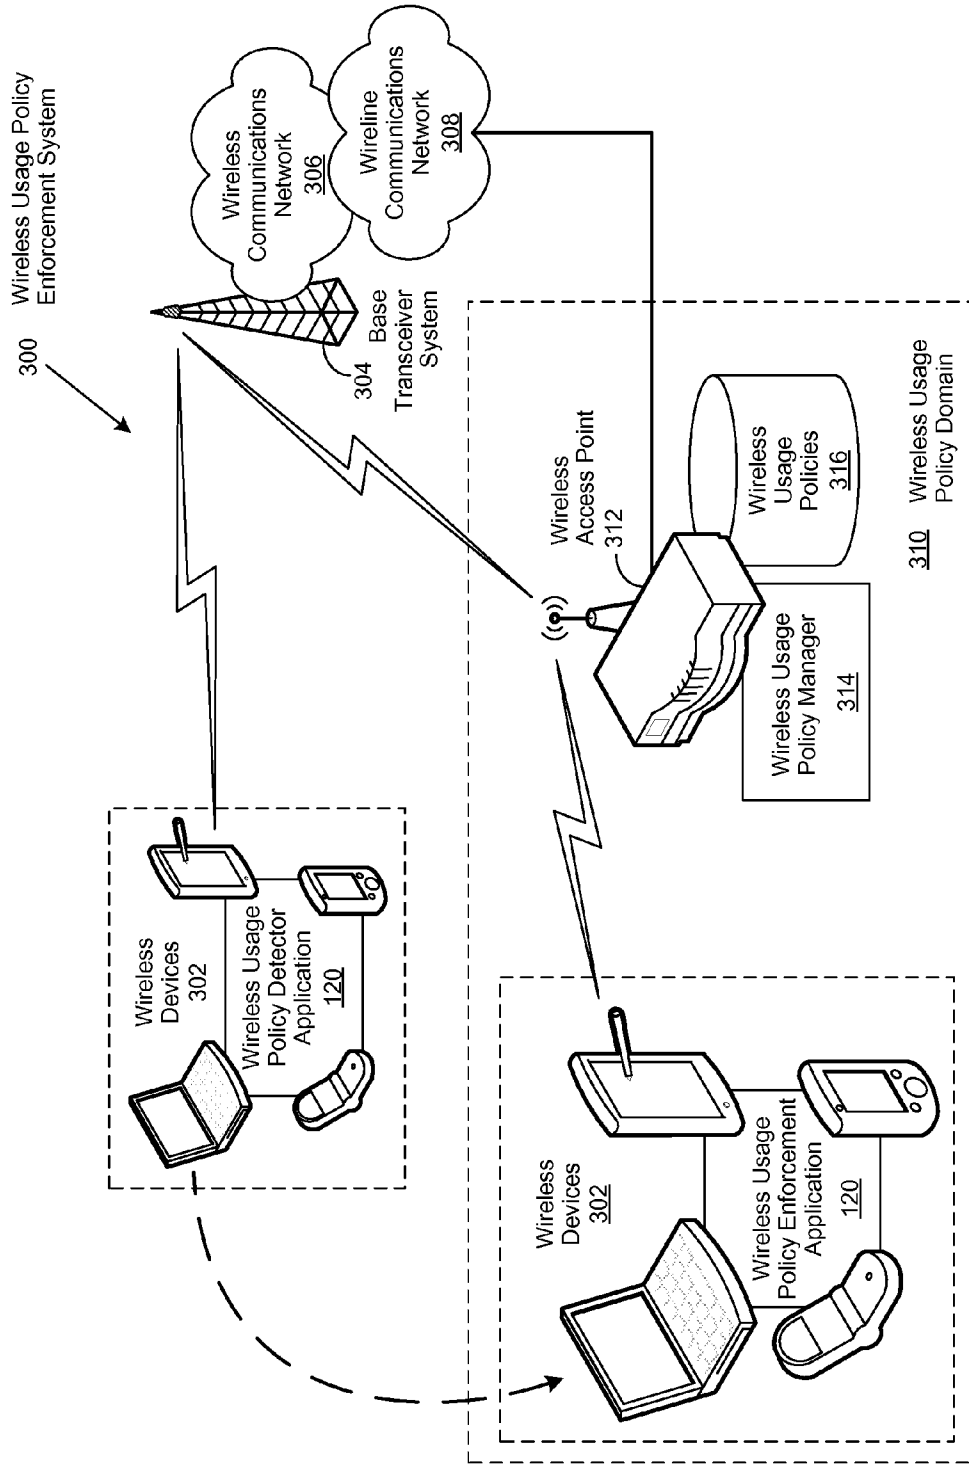 300
Wireless Usage Policy
Enforcement System
Wireless
Devices
302
Wireless Usage
Policy Detector
Application
120
304
Base
Transceiver
System
Wireless
Communications
Network
306
Wireline
Communications
Network
308
Wireless
Devices
302
Wireless Usage
Policy Enforcement
Application
120
Wireless
Access Point
312
Wireless Usage
Policy Manager
314
Wireless
Usage
Policies
316
310
Wireless Usage
Policy Domain